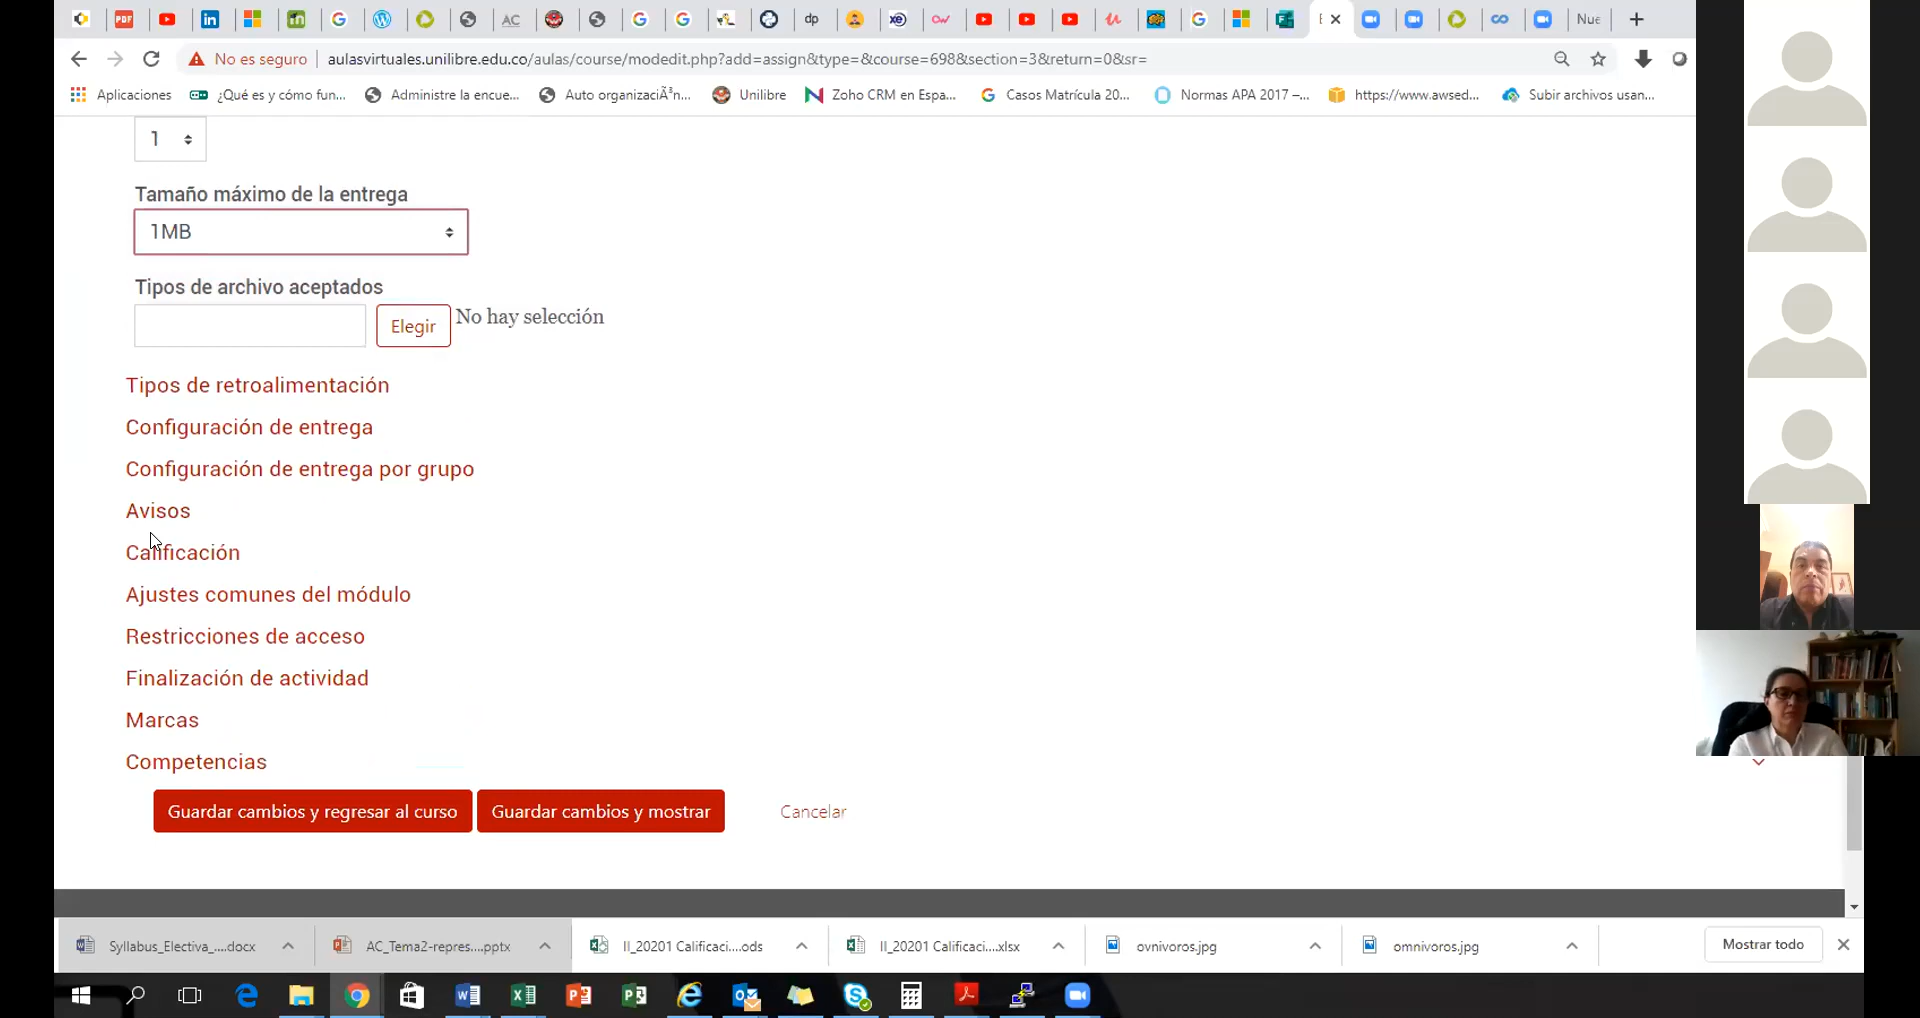 AC
dp
xe
Nue
No es seguro
aulasvirtuales.unilibre.edu.co/aulas/course/modedit.php?add=assign&type=&course=698&section=3&return=0&sr=
Aplicaciones
¿Qué es y cómo fun...
Administre la encue...
Auto organizaciÃ³n...
Unilibre
Zoho CRM en Espa...
Casos Matrícula 20...
Normas APA 2017 –...
https://www.awsed...
Subir archivos usan...
1
Tamaño máximo de la entrega
1MB
Tipos de archivo aceptados
Elegir
No hay selección
Tipos de retroalimentación
Configuración de entrega
Configuración de entrega por grupo
Avisos
Calificación
Ajustes comunes del módulo
Restricciones de acceso
Finalización de actividad
Marcas
Competencias
Guardar cambios y regresar al curso
Guardar cambios y mostrar
Cancelar
Syllabus_Electiva_....docx
AC_Tema2-repres....pptx
II_20201 Calificaci....ods
II_20201 Calificaci....xlsx
ovnivoros.jpg
omnivoros.jpg
Mostrar todo